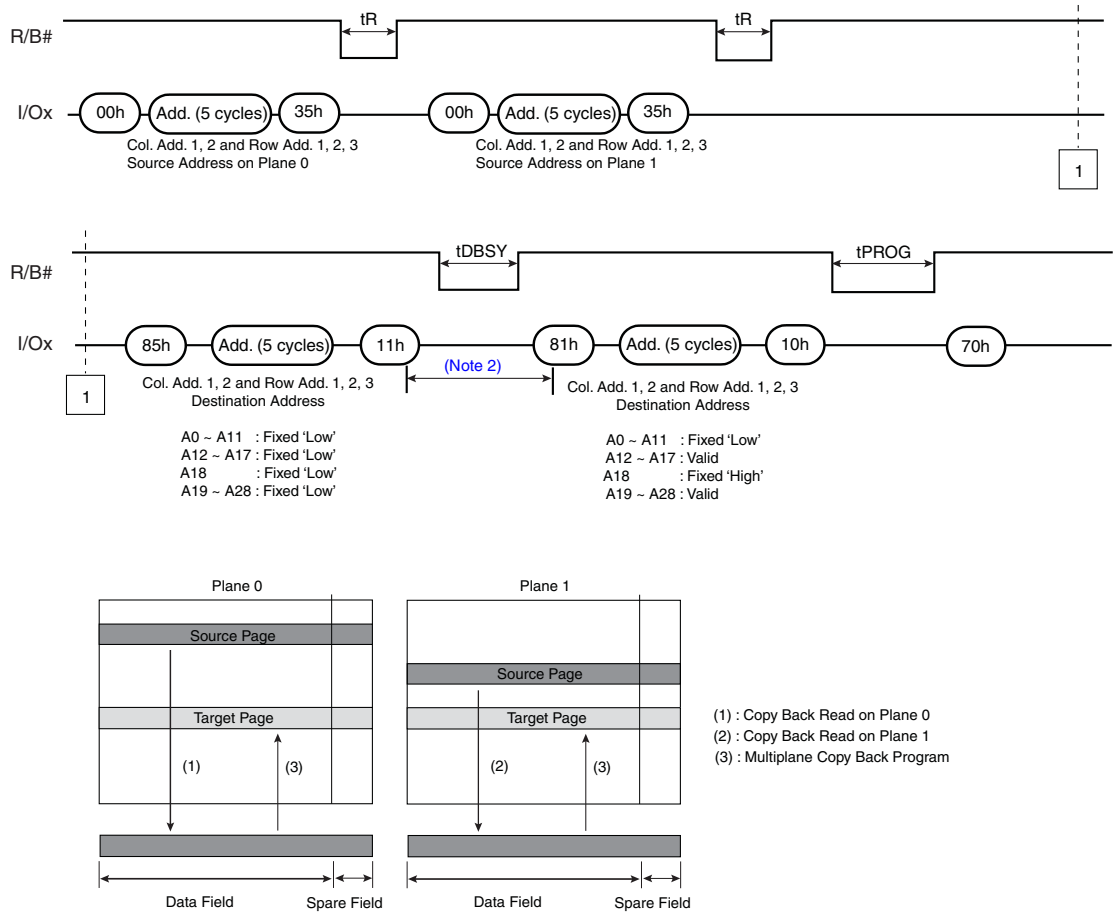 tR
tR
R/B#
I/Ox
00h
Add. (5 cycles)
35h
00h
Add. (5 cycles)
35h
Col. Add. 1, 2 and Row Add. 1, 2, 3
Source Address on Plane 0
Col. Add. 1, 2 and Row Add. 1, 2, 3
Source Address on Plane 1
1
tDBSY
tPROG
R/B#
I/Ox
85h
Add. (5 cycles)
11h
81h
Add. (5 cycles)
10h
70h
(Note 2)
1
Col. Add. 1, 2 and Row Add. 1, 2, 3
Destination Address
Col. Add. 1, 2 and Row Add. 1, 2, 3
Destination Address
A0 ~ A11 : Fixed ‘Low’
A12 ~ A17 : Fixed ‘Low’
A18 : Fixed ‘Low’
A19 ~ A28 : Fixed ‘Low’
A0 ~ A11 : Fixed ‘Low’
A12 ~ A17 : Valid
A18 : Fixed ‘High’
A19 ~ A28 : Valid
Plane 0
Plane 1
Source Page
Source Page
Target Page
Target Page
(1)
(3)
(2)
(3)
(1) : Copy Back Read on Plane 0
(2) : Copy Back Read on Plane 1
(3) : Multiplane Copy Back Program
Data Field
Spare Field
Data Field
Spare Field